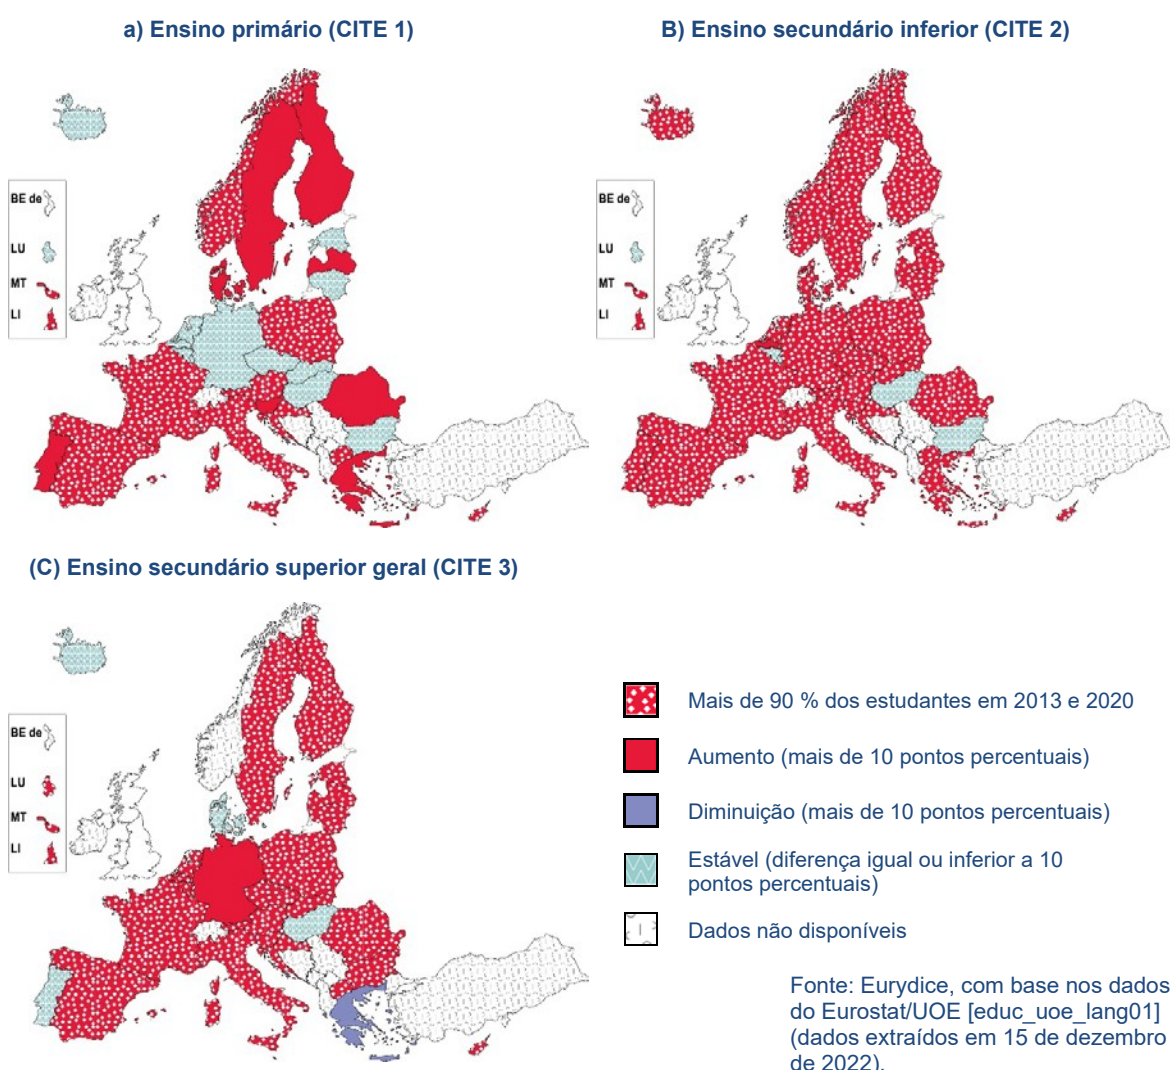 a) Ensino primário (CITE 1)
B) Ensino secundário inferior (CITE 2)
BE de
LU
MT
LI
BE de
LU
MT
LI
(C) Ensino secundário superior geral (CITE 3)
BE de
LU
MT
LI
Mais de 90 % dos estudantes em 2013 e 2020
Aumento (mais de 10 pontos percentuais)
Diminuição (mais de 10 pontos percentuais)
Estável (diferença igual ou inferior a 10
pontos percentuais)
Dados não disponíveis
Fonte: Eurydice, com base nos dados
do Eurostat/UOE [educ_uoe_lang01]
(dados extraídos em 15 de dezembro
de 2022).